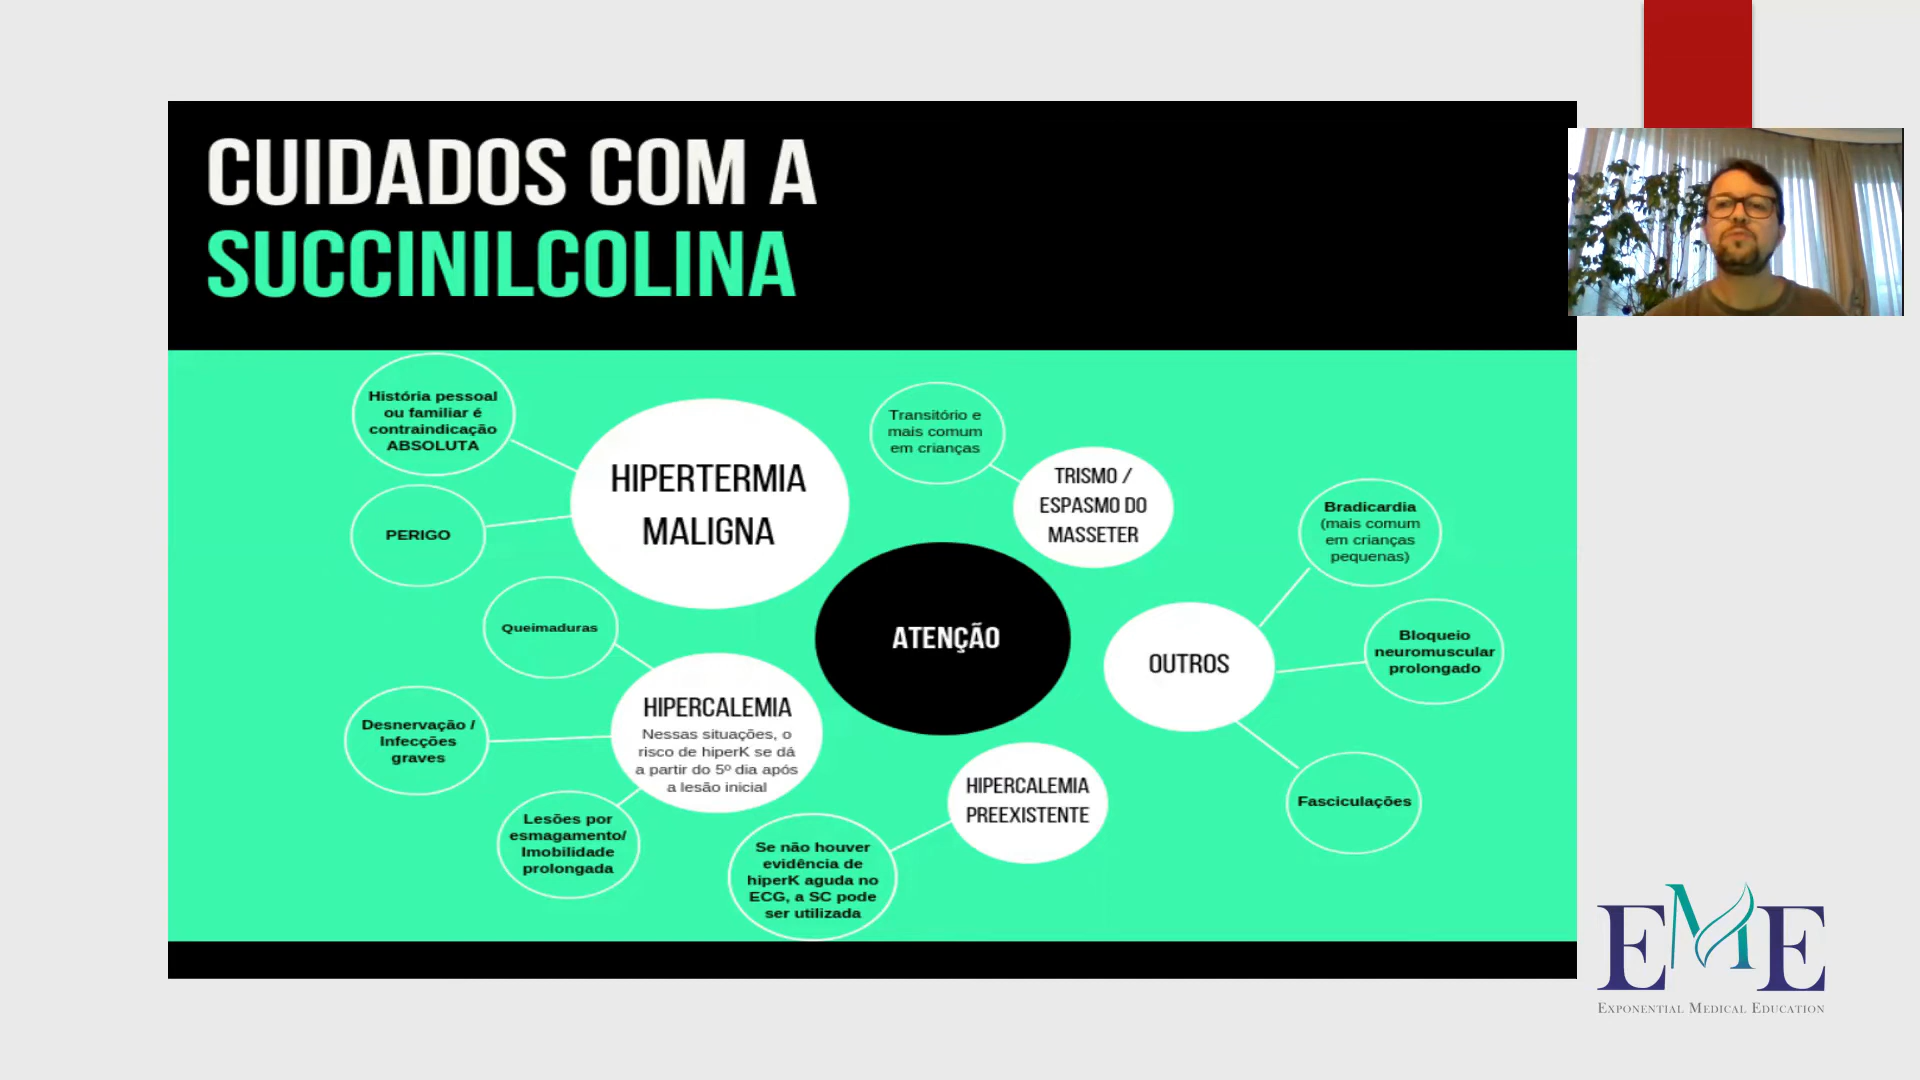 CUIDADOS COM A
SUCCINILCOLINA
História pessoal
ou familiar é
contraindicação
ABSOLUTA
PERIGO
HIPERTERMIA
MALIGNA
Transitório e
mais comum
em crianças
TRISMO /
ESPASMO DO
MASSETER
Bradicardia
(mais comum
em crianças
pequenas)
Queimaduras
ATENÇÃO
OUTROS
Bloqueio
neuromuscular
prolongado
Desnervação /
Infecções
graves
HIPERCALEMIA
Nessas situações, o
risco de hiperK se dá
a partir do 5º dia após
a lesão inicial
Lesões por
esmagamento/
Imobilidade
prolongada
HIPERCALEMIA
PREEXISTENTE
Se não houver
evidência de
hiperK aguda no
ECG, a SC pode
ser utilizada
Fasciculações
EME
EXPONENTIAL MEDICAL EDUCATION